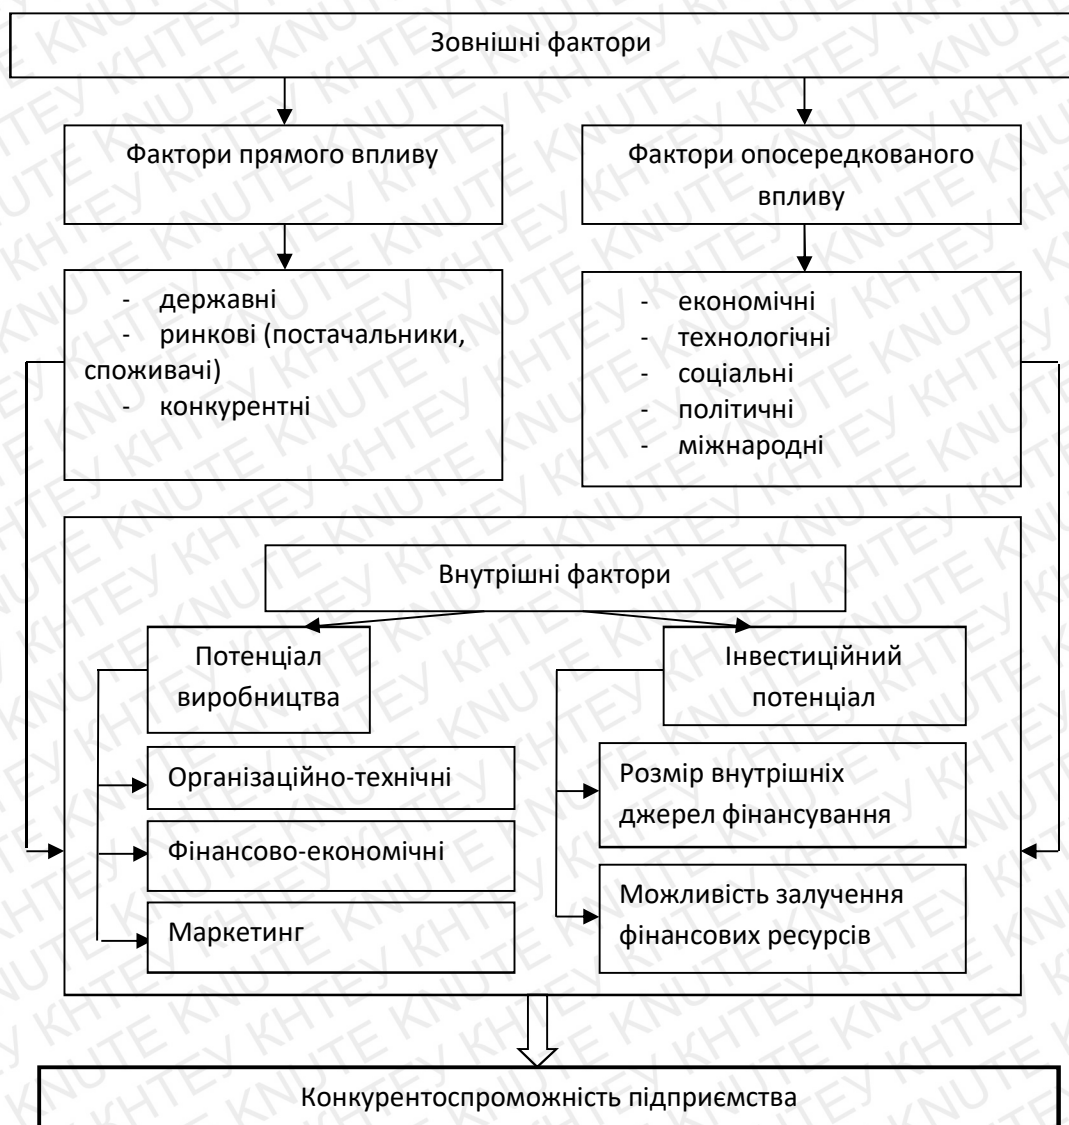 Зовнішні фактори
Фактори прямого впливу
Фактори опосередкованого
впливу
- державні
- ринкові (постачальники,
споживачі)
- конкурентні
- економічні
- технологічні
- соціальні
- політичні
- міжнародні
Внутрішні фактори
Потенціал
виробництва
Інвестиційний
потенціал
Організаційно-технічні
Фінансово-економічні
Маркетинг
Розмір внутрішніх
джерел фінансування
Можливість залучення
фінансових ресурсів
Конкурентоспроможність підприємства